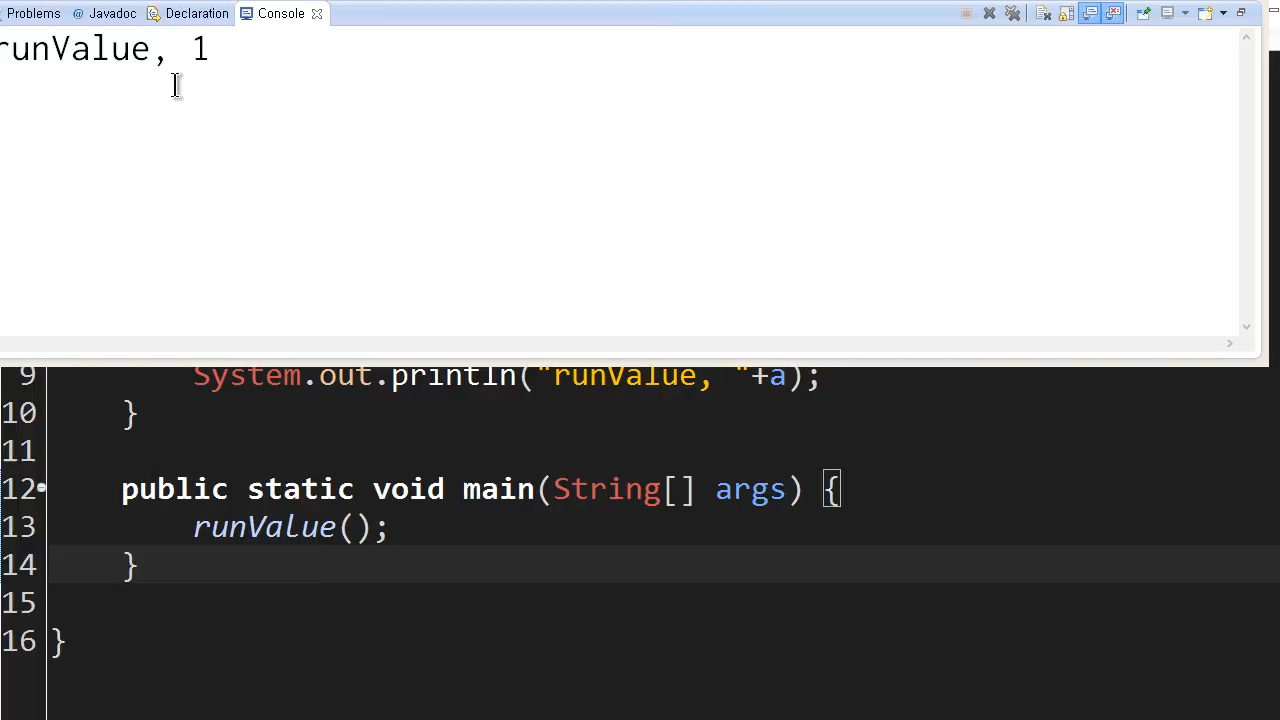 Problems @ Javadoc Declaration Console
runValue, 1
9 System.out.println("runValue, "+a);
10 }
11
12 public static void main(String[] args) {
13 runValue();
14 }
15
16 }